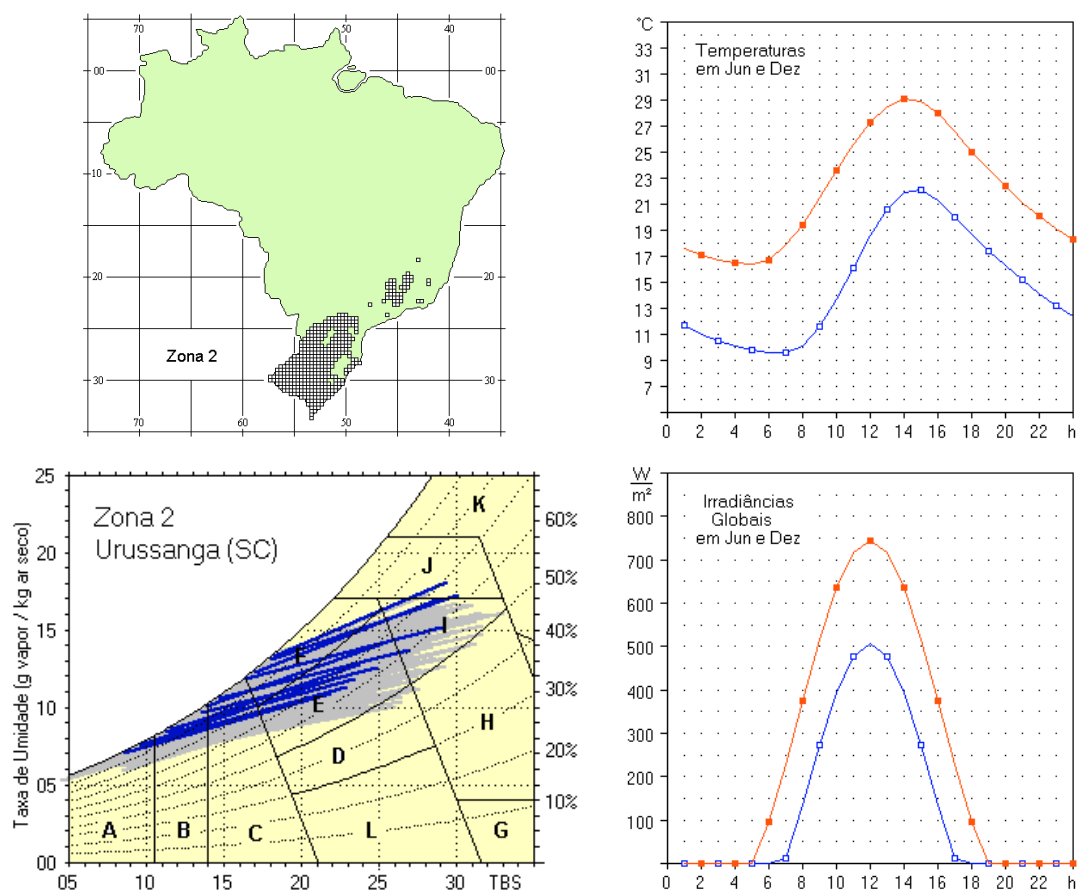 70
50
40
00
00
10
10
20
20
Zona 2
30
30
70
60
50
40
°C
Temperaturas
em Jun e Dez
33
31
29
27
25
23
21
19
17
15
13
11
9
7
0 2 4 6 8 10 12 14 16 18 20 22 h
Taxa de Umidade (g vapor / kg ar seco)
25
20
15
10
05
00
Zona 2
Urussanga (SC)
K
J
F
I
E
H
D
A
B
C
L
G
60%
50%
40%
30%
20%
10%
05 10 15 20 25 30 TBS
W
m²
Irradiâncias
Globais
em Jun e Dez
800
700
600
500
400
300
200
100
0 2 4 6 8 10 12 14 16 18 20 22 h